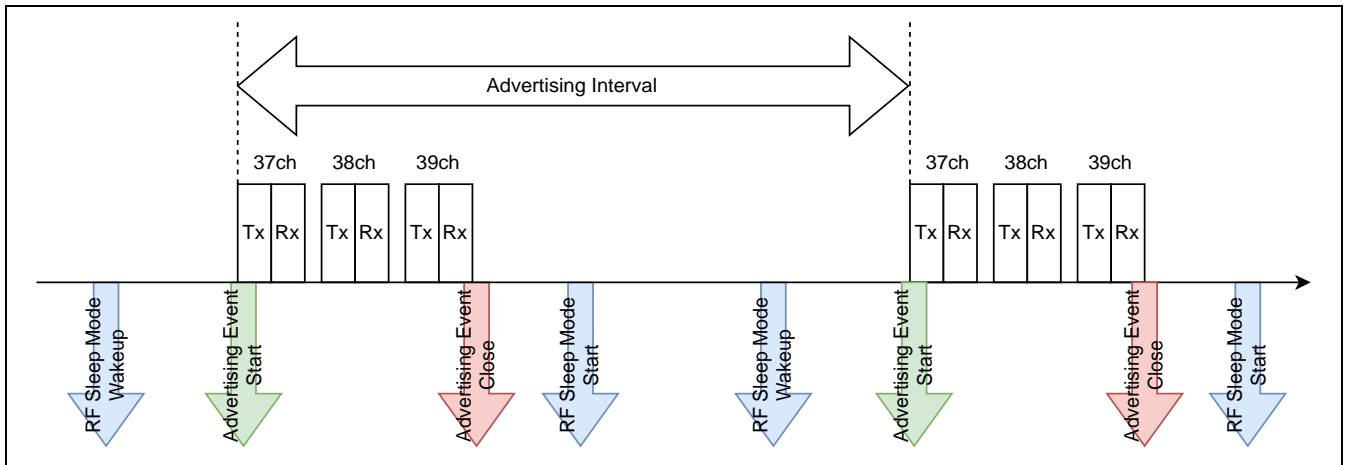 Advertising Interval
37ch 38ch 39ch 37ch 38ch 39ch
Tx Rx Tx Rx Tx Rx Tx Rx Tx Rx Tx Rx
RF Sleep Mode
Wakeup
Advertising Event
Start
Advertising Event
Close
RF Sleep Mode
Start
RF Sleep Mode
Wakeup
Advertising Event
Start
Advertising Event
Close
RF Sleep Mode
Start